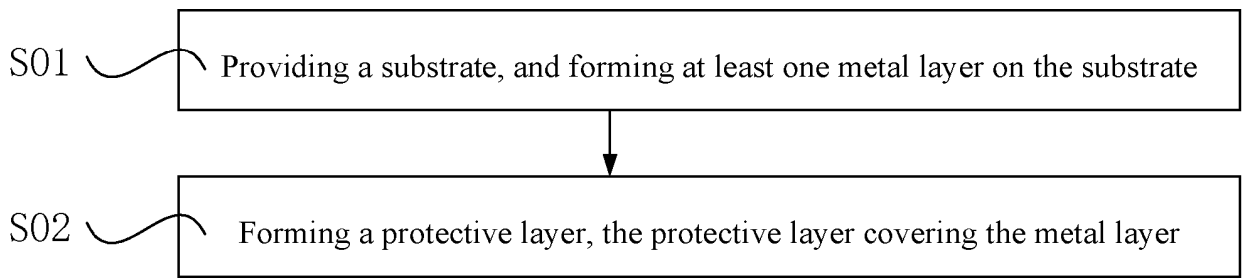 S01 Providing a substrate, and forming at least one metal layer on the substrate
S02 Forming a protective layer, the protective layer covering the metal layer